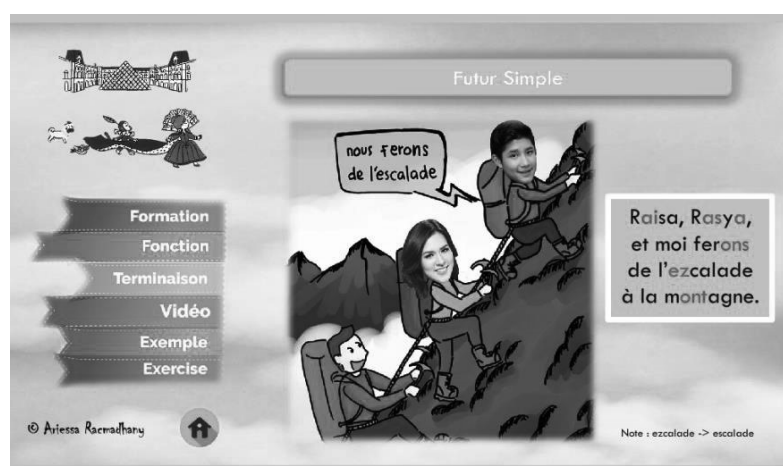 Futur Simple
nous ferons
de l'escalade
Raisa, Rasya,
et moi ferons
de l'ezcalade
à la montagne.
Formation
Fonction
Terminaison
Vidéo
Exemple
Exercise
© Ariessa Racmadhany
Note : ezcalade -> escalade